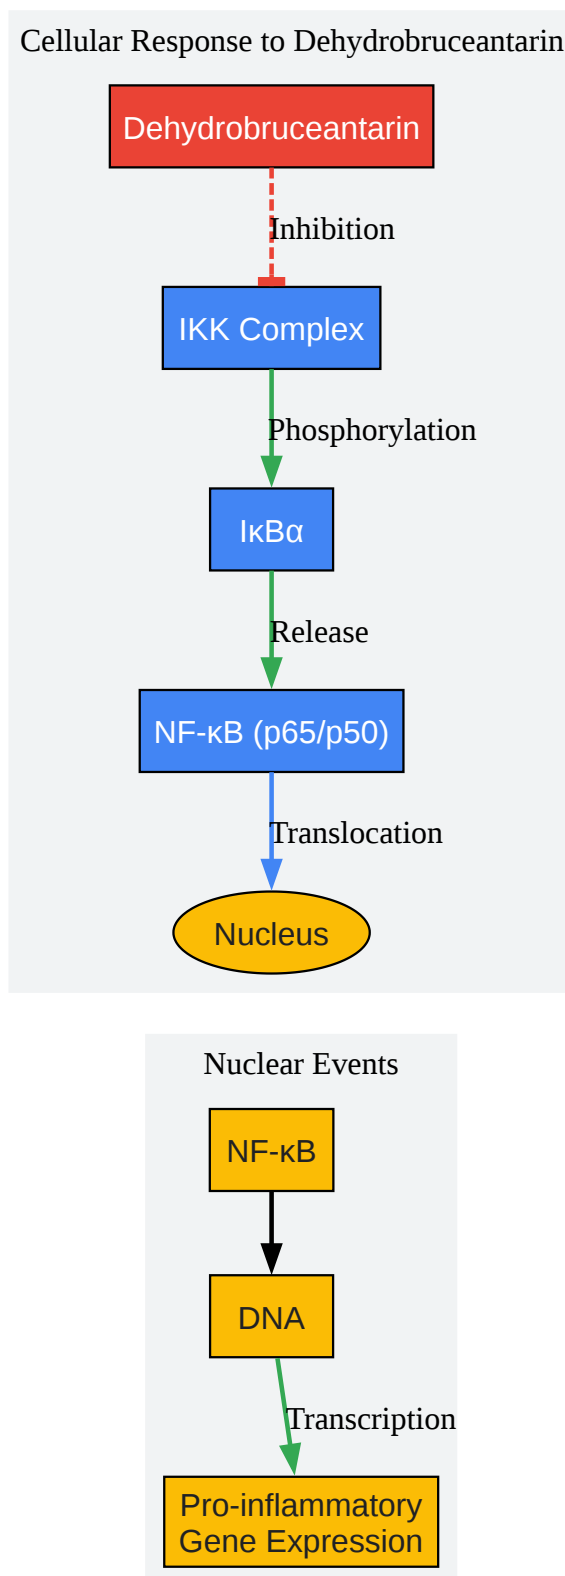 Cellular Response to Dehydrobruceantarin
Dehydrobruceantarin
Inhibition
IKK Complex
Phosphorylation
IκBα
Release
NF-κB (p65/p50)
Translocation
Nucleus
Nuclear Events
NF-κB
DNA
Transcription
Pro-inflammatory
Gene Expression